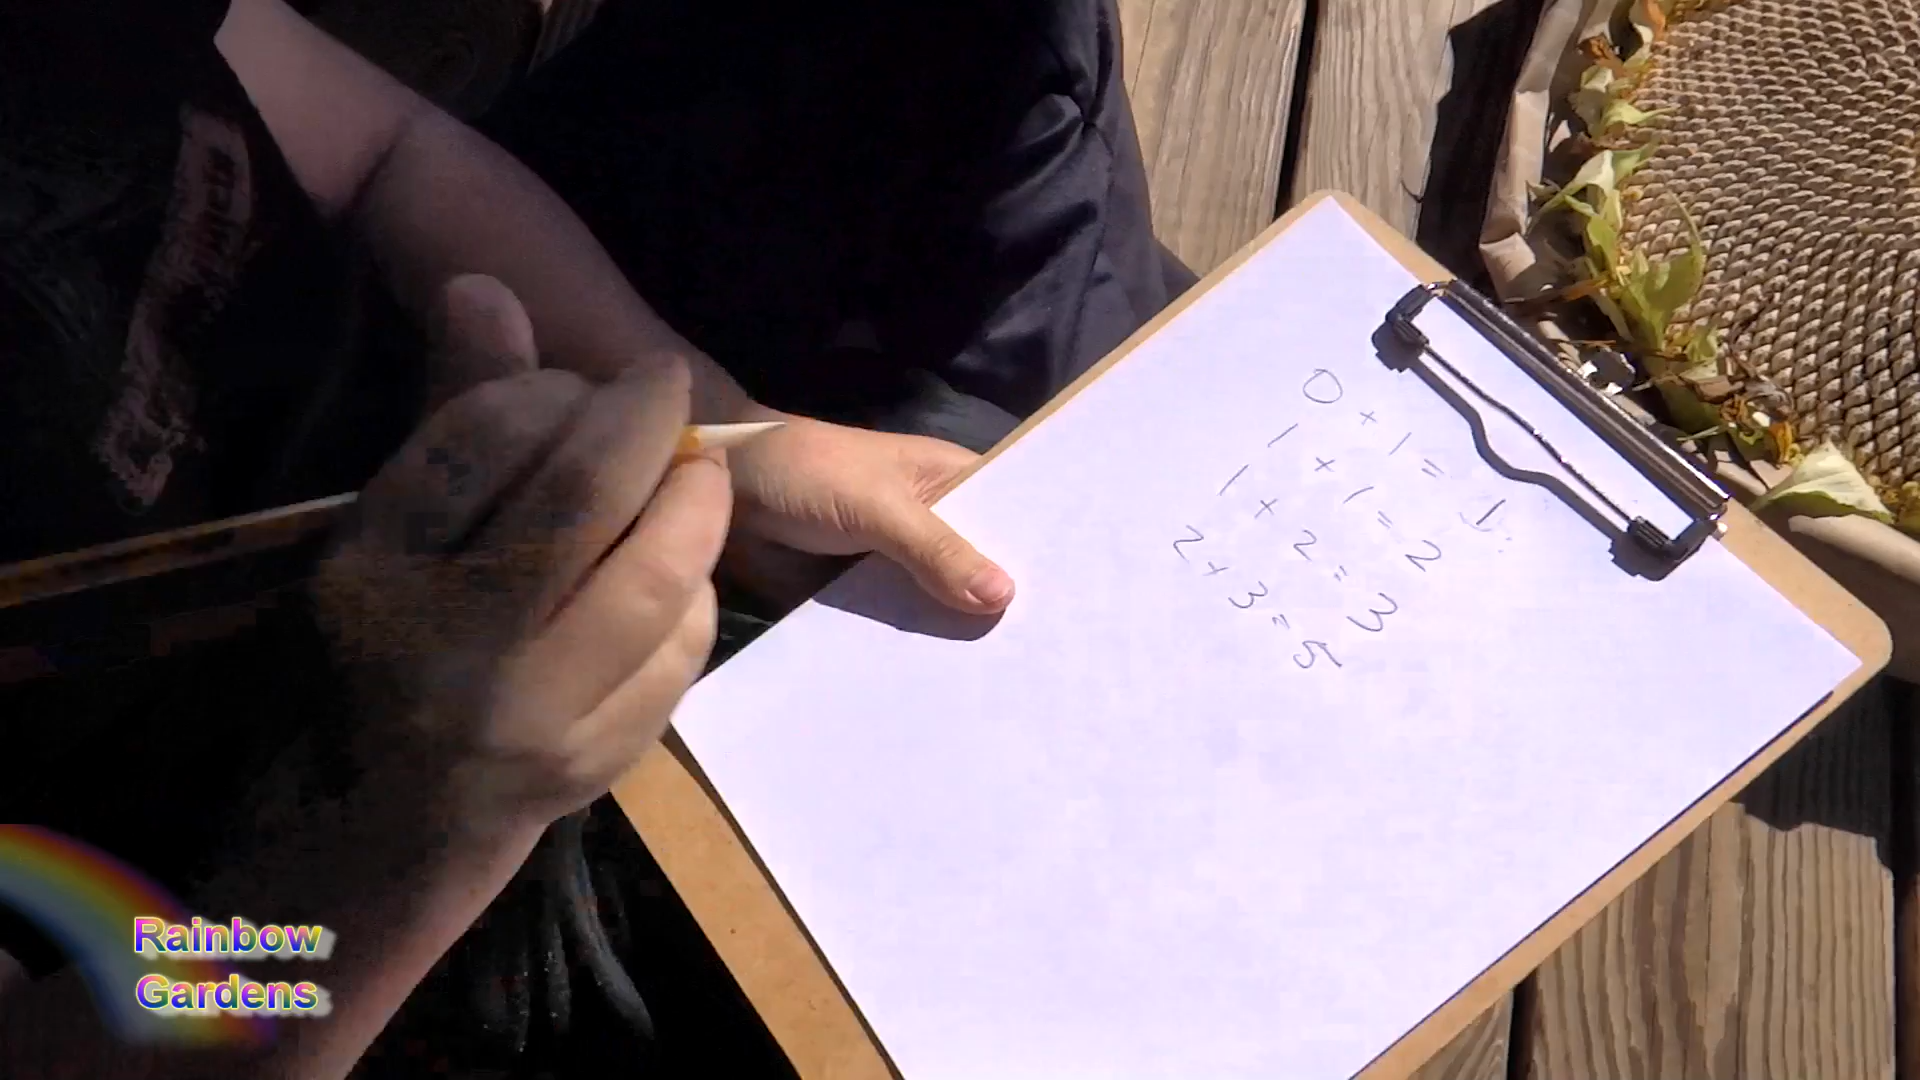 0 + 1 = 1
1 + 1 = 2
1 + 2 = 3
2 + 3 = 5
Rainbow
Gardens